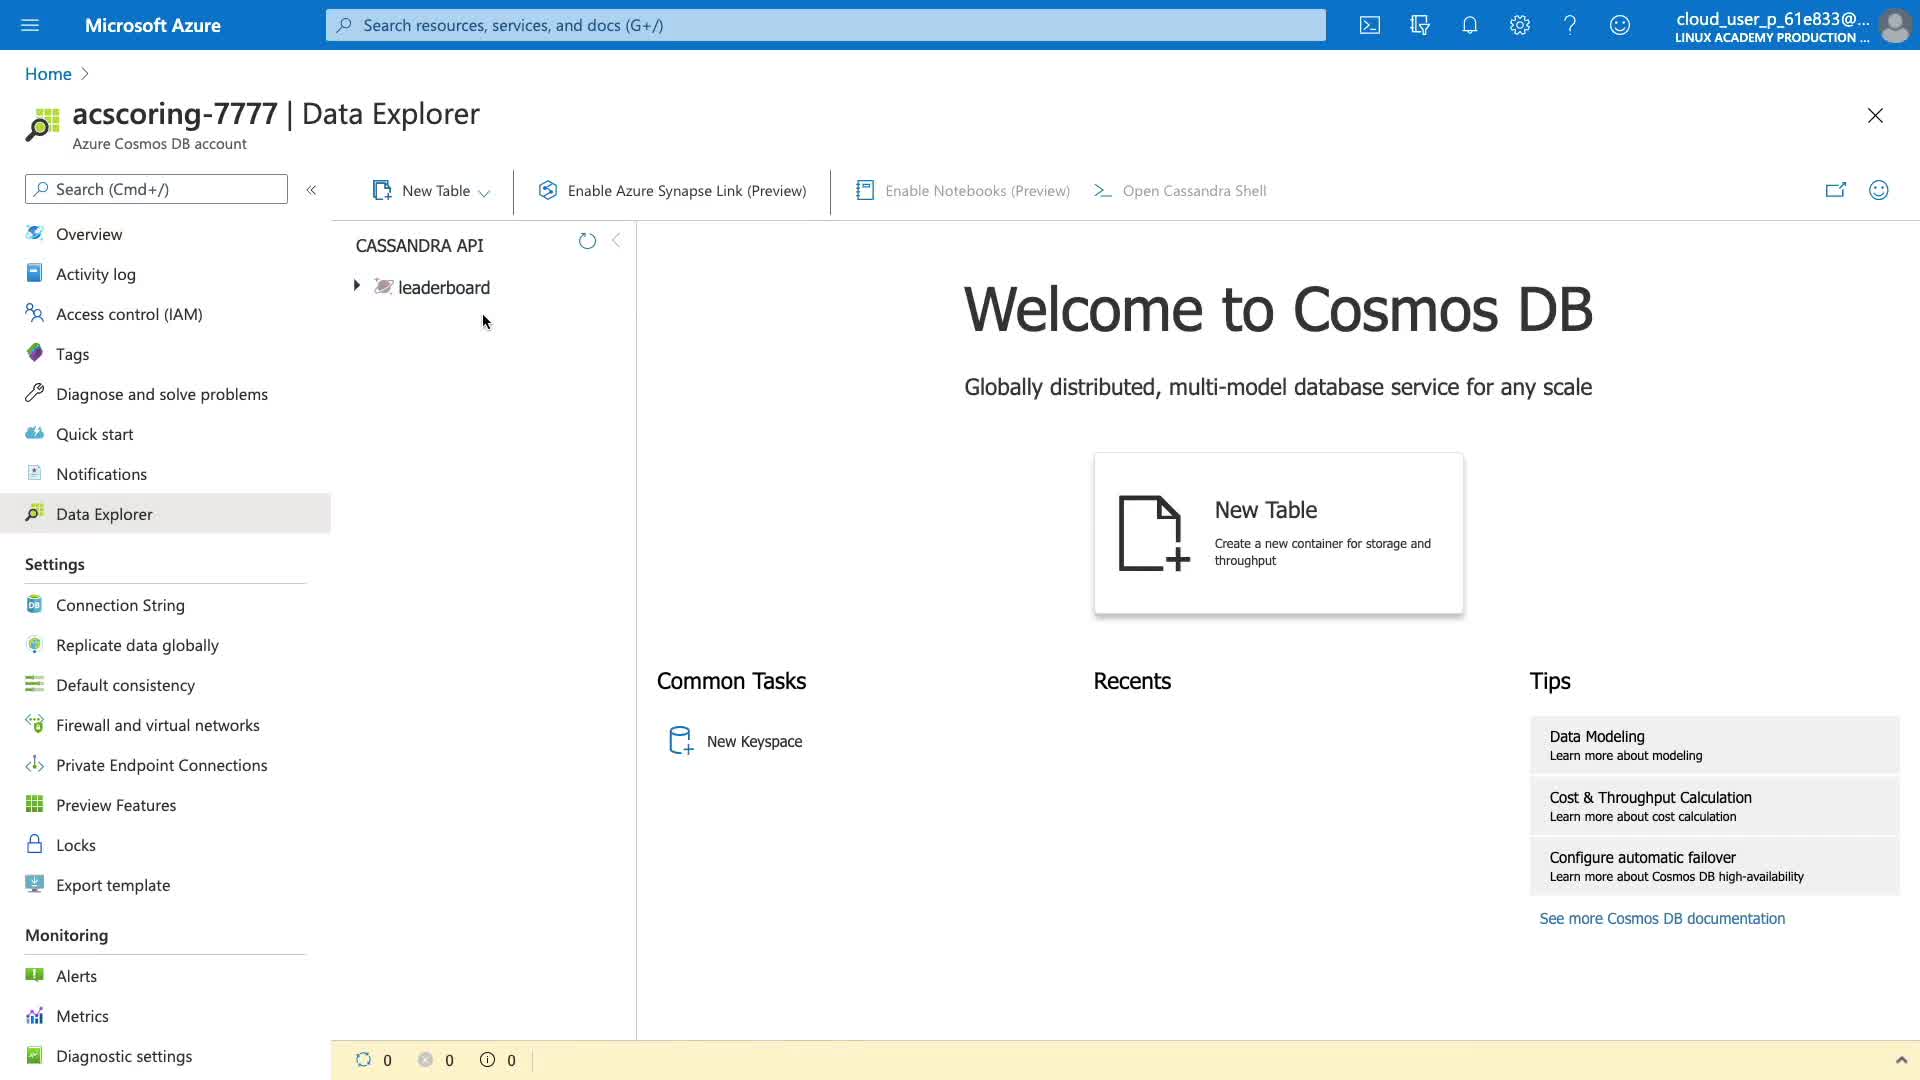 Microsoft Azure
Search resources, services, and docs (G+/)
cloud_user_p_61e833@...
LINUX ACADEMY PRODUCTION ...
Home
acscoring-7777 | Data Explorer
Azure Cosmos DB account
Search (Cmd+/)
«
New Table
Enable Azure Synapse Link (Preview)
Enable Notebooks (Preview)
Open Cassandra Shell
Overview
Activity log
Access control (IAM)
Tags
Diagnose and solve problems
Quick start
Notifications
Data Explorer
Settings
Connection String
Replicate data globally
Default consistency
Firewall and virtual networks
Private Endpoint Connections
Preview Features
Locks
Export template
Monitoring
Alerts
Metrics
Diagnostic settings
CASSANDRA API
leaderboard
Welcome to Cosmos DB
Globally distributed, multi-model database service for any scale
New Table
Create a new container for storage and
throughput
Common Tasks
New Keyspace
Recents
Tips
Data Modeling
Learn more about modeling
Cost & Throughput Calculation
Learn more about cost calculation
Configure automatic failover
Learn more about Cosmos DB high-availability
See more Cosmos DB documentation
0 0 0